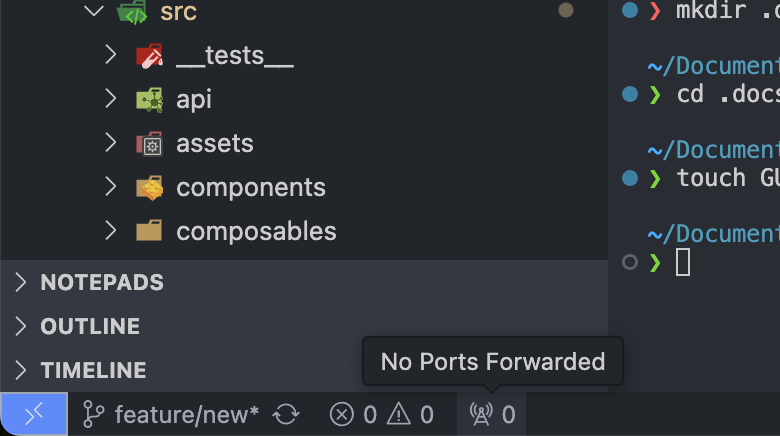 src
__tests__
api
assets
components
composables
NOTEPADS
OUTLINE
TIMELINE
No Ports Forwarded
feature/new* 0 0 0
❯ mkdir
~/Document
❯ cd .docs
~/Document
❯ touch GU
~/Document
❯